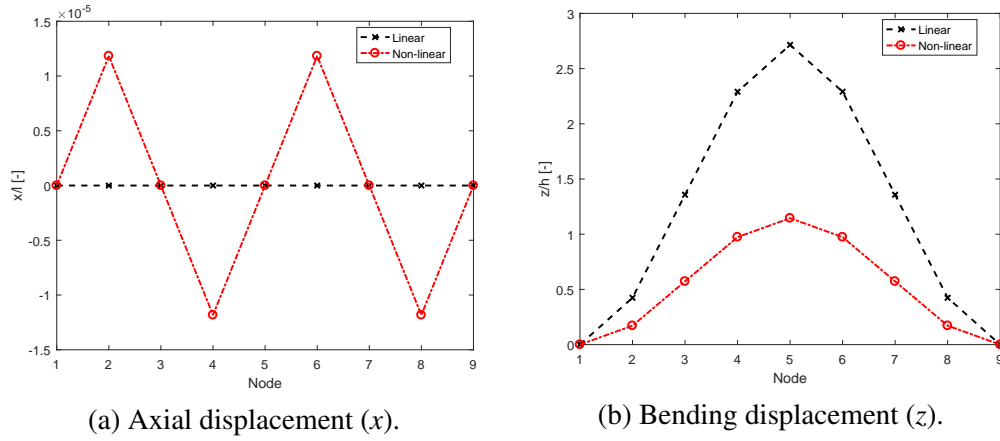 ×10⁻⁵
1.5
1
0.5
0
-0.5
-1
-1.5
x/l [-]
1 2 3 4 5 6 7 8 9
Node
Linear
Non-linear
(a) Axial displacement (x).
3
2.5
2
1.5
1
0.5
0
z/h [-]
1 2 3 4 5 6 7 8 9
Node
Linear
Non-linear
(b) Bending displacement (z).